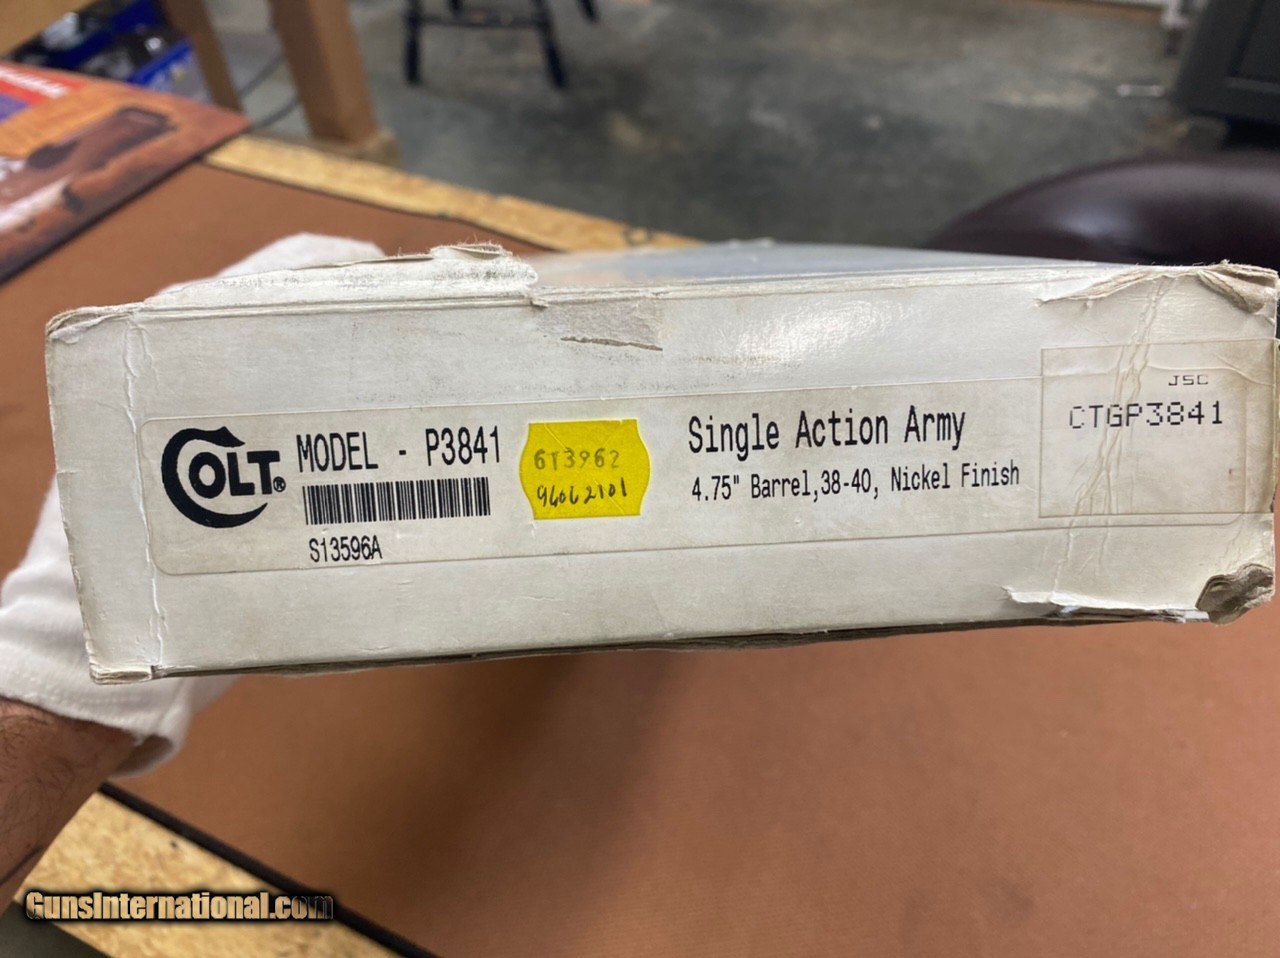 COLT®
MODEL - P3841
S13596A
613962
96062101
Single Action Army
4.75" Barrel,38-40, Nickel Finish
JSC
CTGP3841
GunsInternational.com